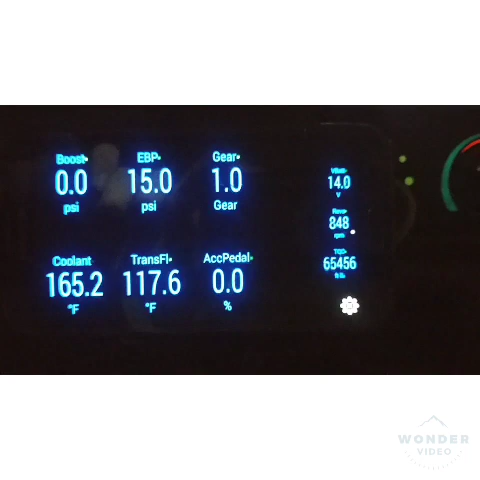 Boost
EBP
Gear
0.0
15.0
1.0
psi
psi
Gear
14.0
V
848
rpm
Coolant
TransFl
AccPedal
165.2
117.6
0.0
°F
°F
%
65456
WONDER
VIDEO